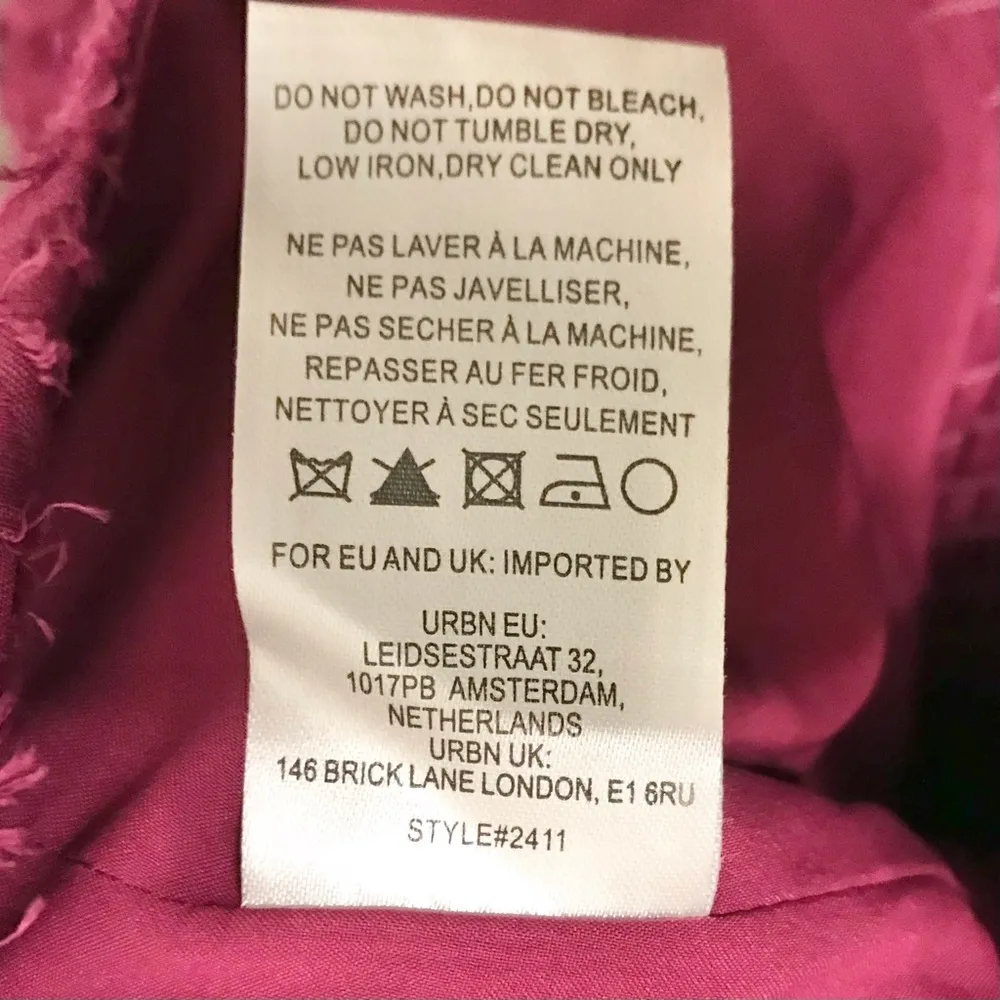 DO NOT WASH,DO NOT BLEACH,
DO NOT TUMBLE DRY,
LOW IRON,DRY CLEAN ONLY
NE PAS LAVER À LA MACHINE,
NE PAS JAVELLISER,
NE PAS SECHER À LA MACHINE,
REPASSER AU FER FROID,
NETTOYER À SEC SEULEMENT
FOR EU AND UK: IMPORTED BY
URBN EU:
LEIDSESTRAAT 32,
1017PB AMSTERDAM,
NETHERLANDS
URBN UK:
146 BRICK LANE LONDON, E1 6RU
STYLE#2411